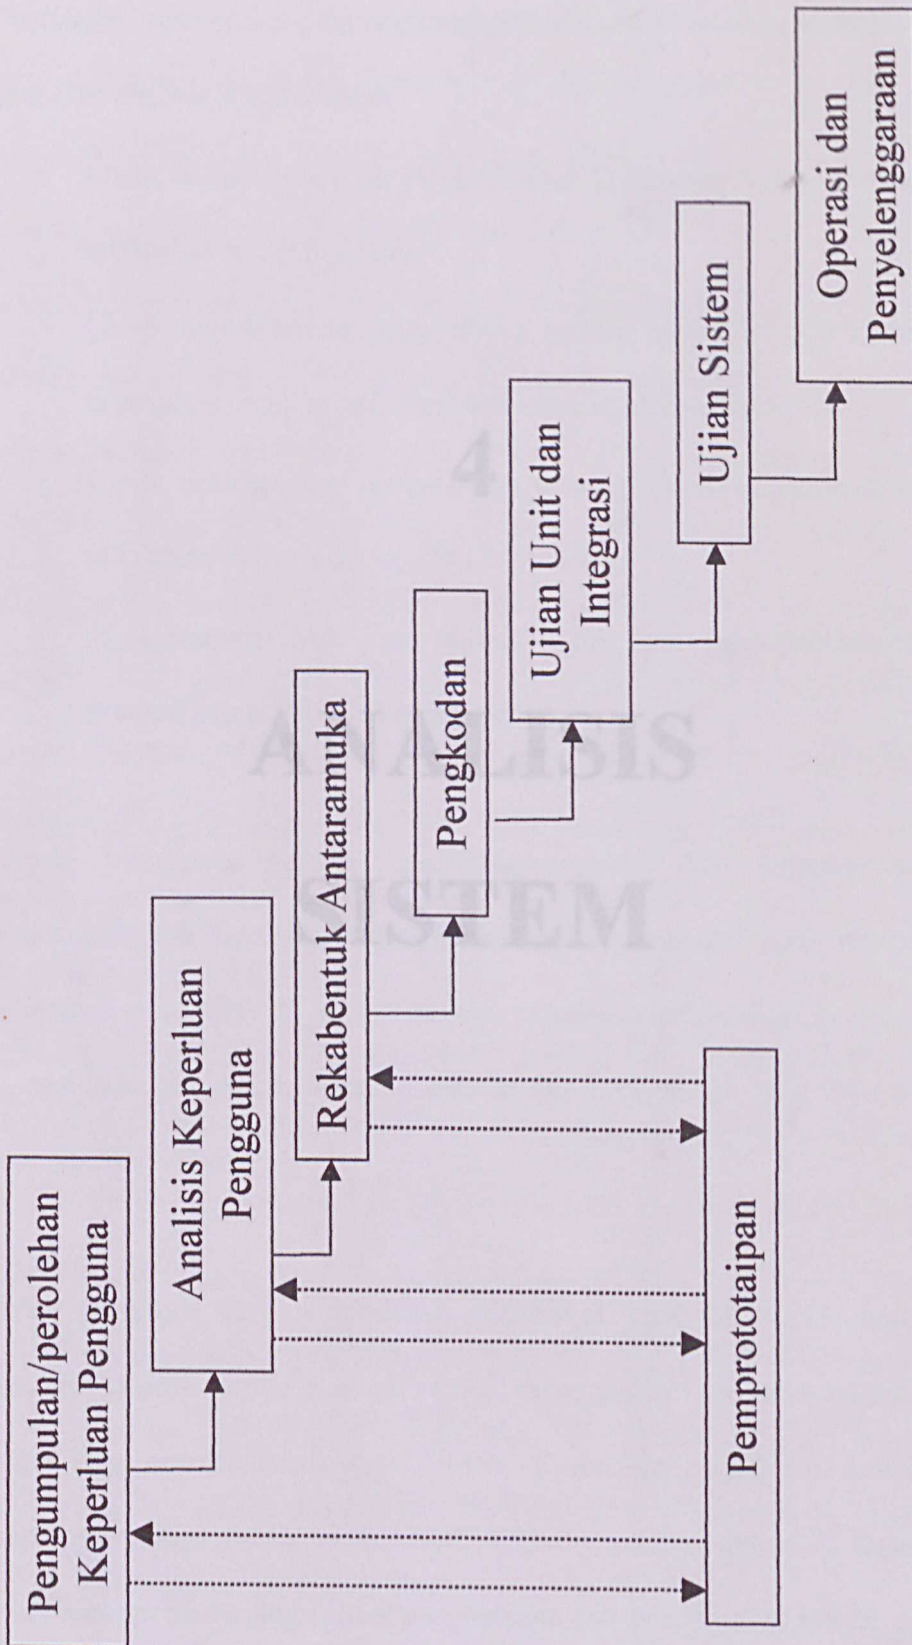 Pengumpulan/perolehan
Keperluan Pengguna
Analisis Keperluan
Pengguna
Rekabentuk Antaramuka
Pengkodan
Ujian Unit dan
Integrasi
Ujian Sistem
Operasi dan
Penyelenggaraan
Pemprototaipan
4
ANALISIS
SISTEM